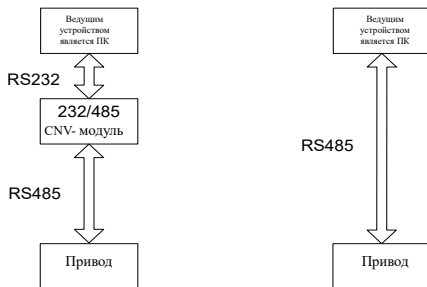 Ведущим
устройством
является ПК
RS232
232/485
CNV- модуль
RS485
Привод
Ведущим
устройством
является ПК
RS485
Привод